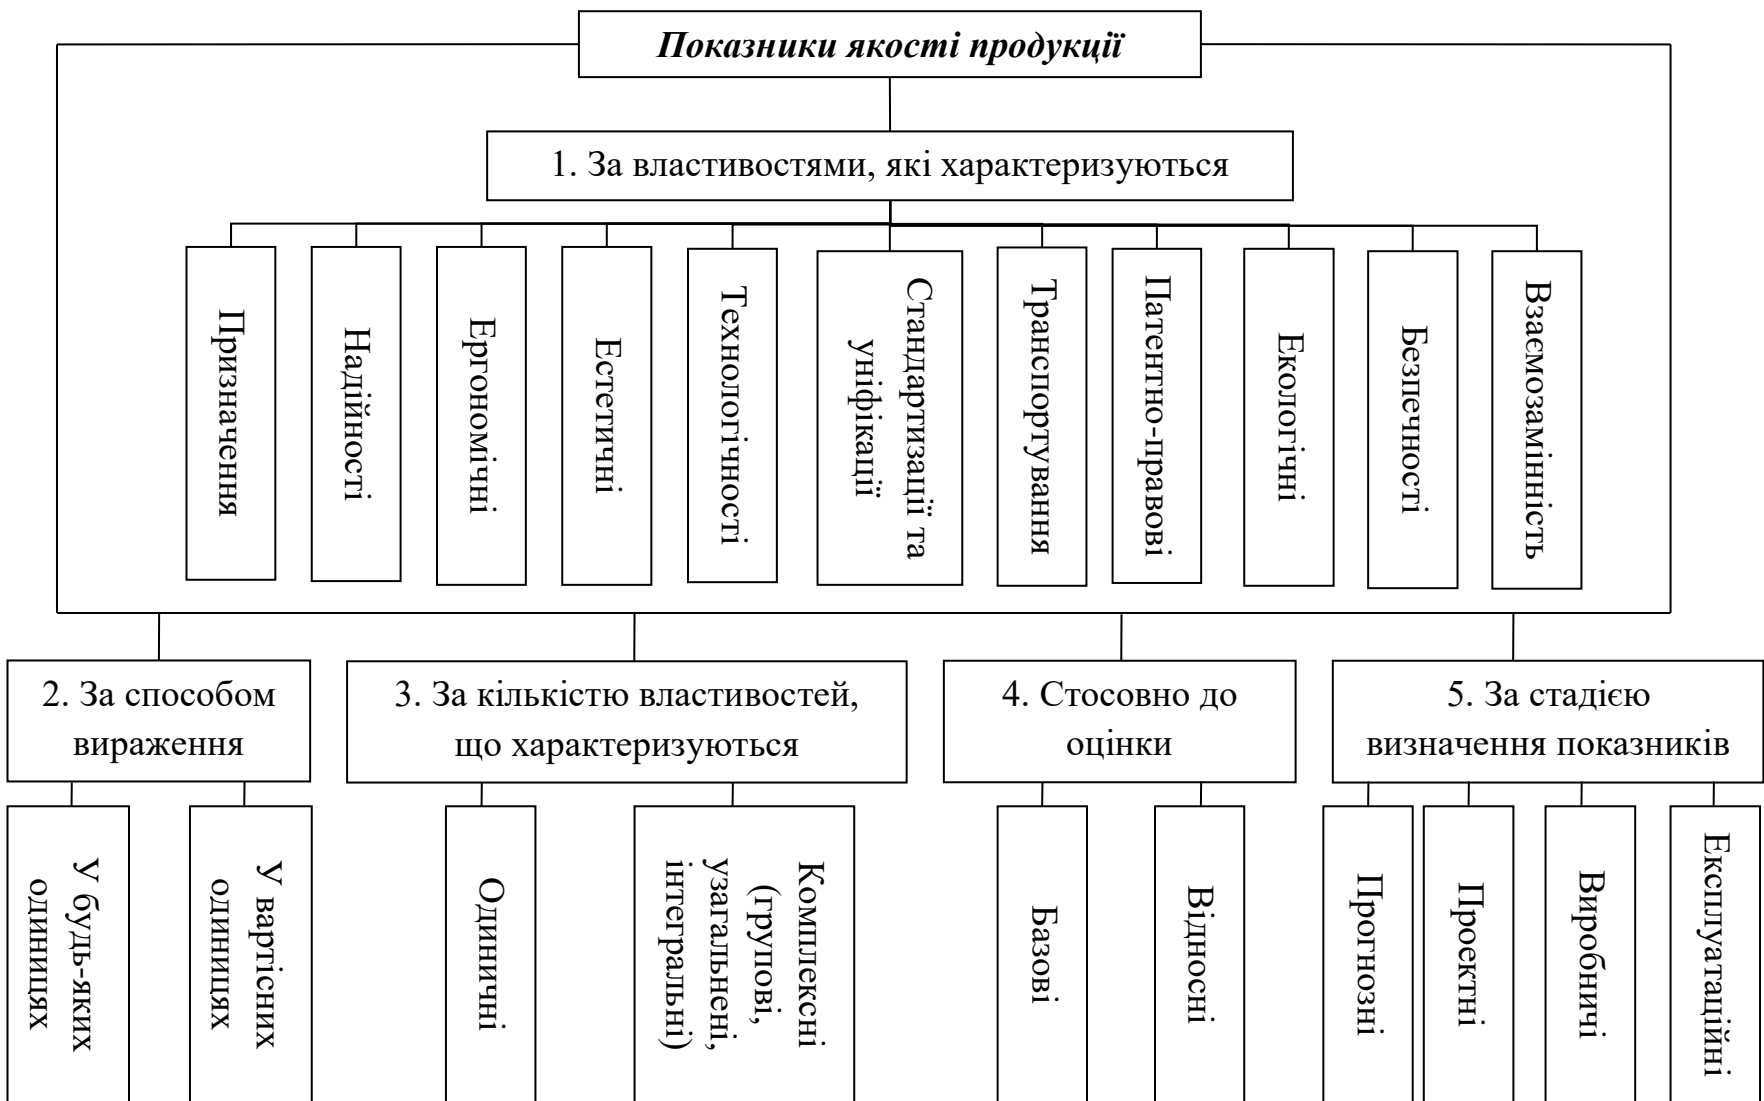 Показники якості продукції
1. За властивостями, які характеризуються
Призначення
Надійності
Ергономічні
Естетичні
Технологічності
Стандартизації та
уніфікації
Транспортування
Патентно-правові
Екологічні
Безпечності
Взаємозамінність
2. За способом
вираження
3. За кількістю властивостей,
що характеризуються
4. Стосовно до
оцінки
5. За стадією
визначення показників
У будь-яких
одиницях
У вартісних
одиницях
Одиничні
Комплексні
(групові,
узагальнені,
інтегральні)
Базові
Відносні
Прогнозні
Проектні
Виробничі
Експлуатаційні